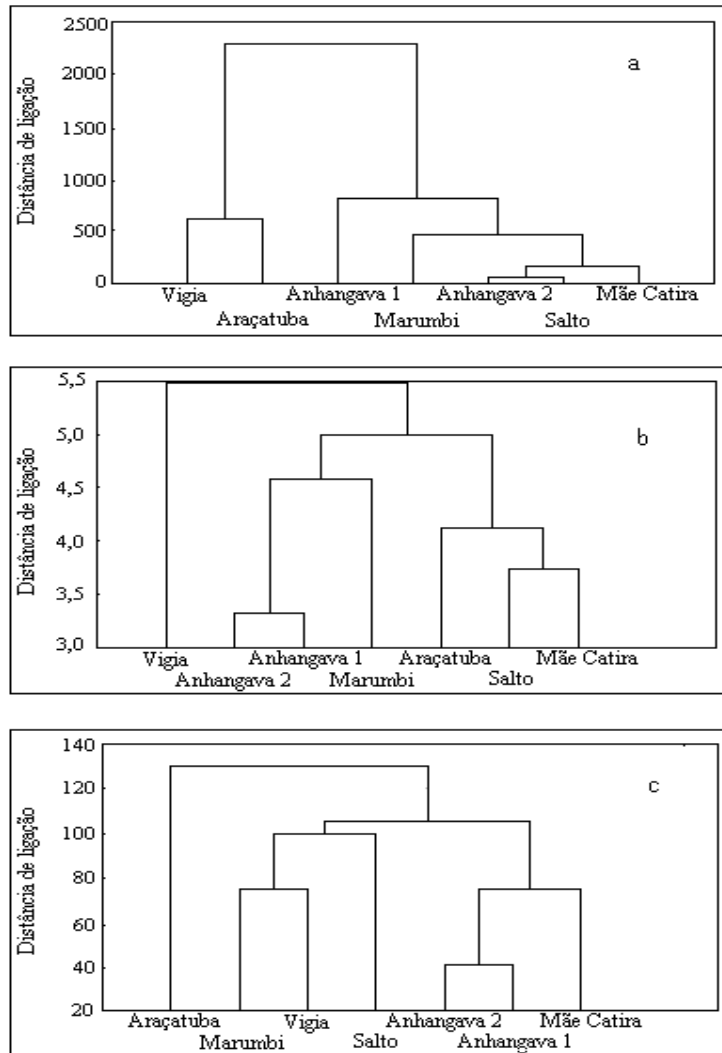 2500
a
2000
1500
1000
500
0
Distância de ligação
Vigia Anhangava 1 Anhangava 2 Mãe Catira
Araçatuba Marumbi Salto
5,5
b
5,0
4,5
4,0
3,5
3,0
Distância de ligação
Vigia Anhangava 1 Araçatuba Mãe Catira
Anhangava 2 Marumbi Salto
140
c
120
100
80
60
40
20
Distância de ligação
Araçatuba Vigia Anhangava 2 Mãe Catira
Marumbi Salto Anhangava 1